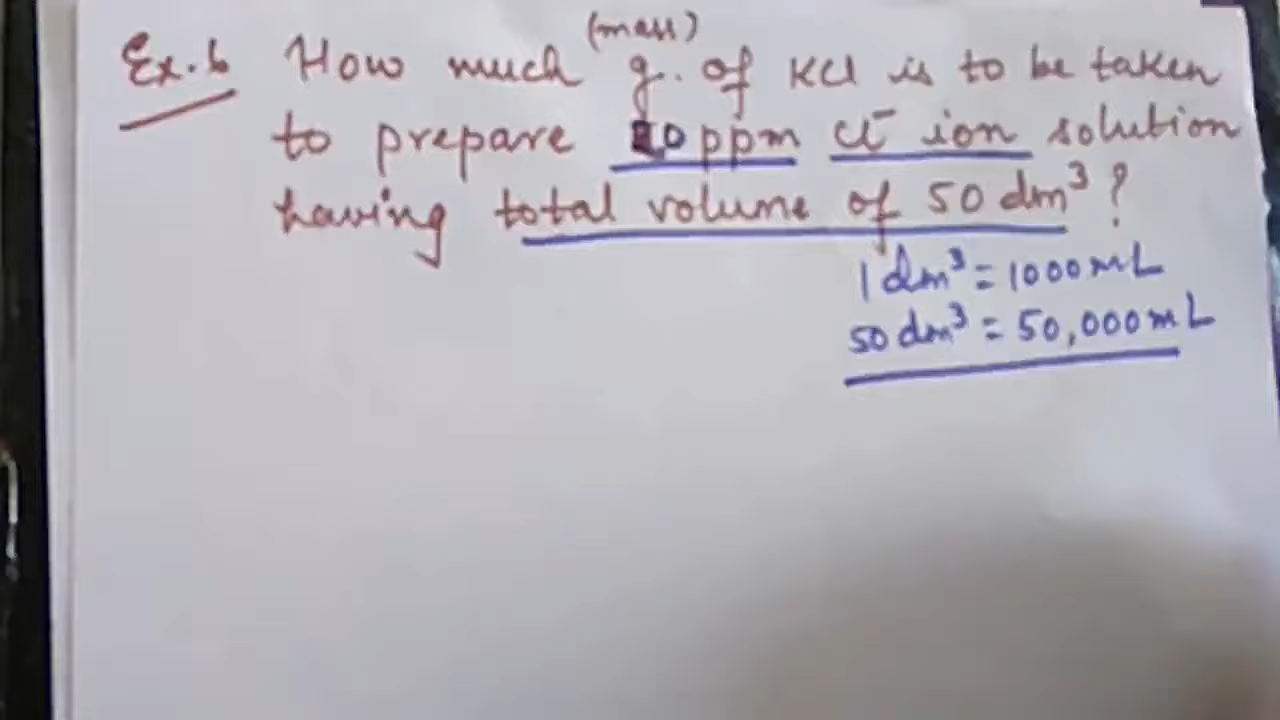 (mass)
Ex. 6 How much g. of KCl is to be taken
to prepare ppm Cl⁻ ion solution
having total volume of 50 dm³?
1 dm³ = 1000 mL
50 dm³ = 50,000 mL